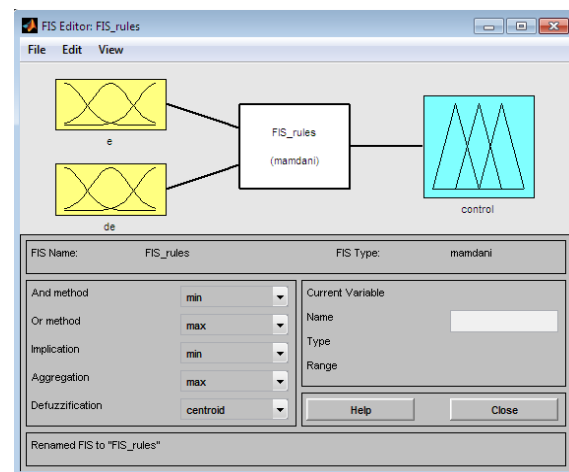 FIS Editor: FIS_rules
File Edit View
e
FIS_rules
(mamdani)
de
control
FIS Name: FIS_rules FIS Type: mamdani
And method min
Or method max
Implication min
Aggregation max
Defuzzification centroid
Current Variable
Name
Type
Range
Help Close
Renamed FIS to "FIS_rules"